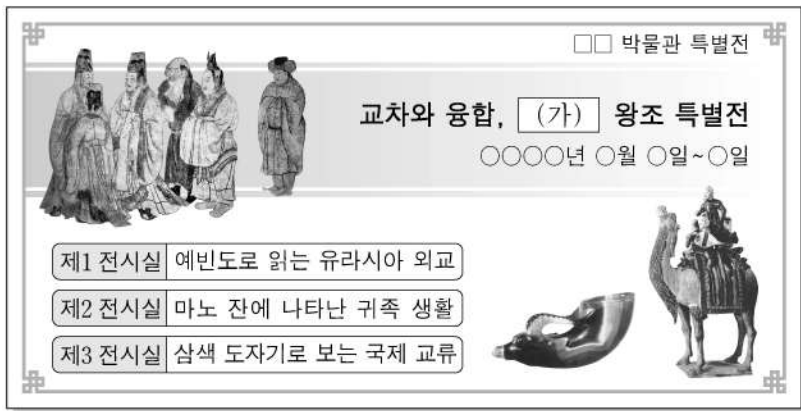 □□ 박물관 특별전
교차와 융합, (가) 왕조 특별전
○○○○년 ○월 ○일~○일
제1 전시실 예빈도로 읽는 유라시아 외교
제2 전시실 마노 잔에 나타난 귀족 생활
제3 전시실 삼색 도자기로 보는 국제 교류